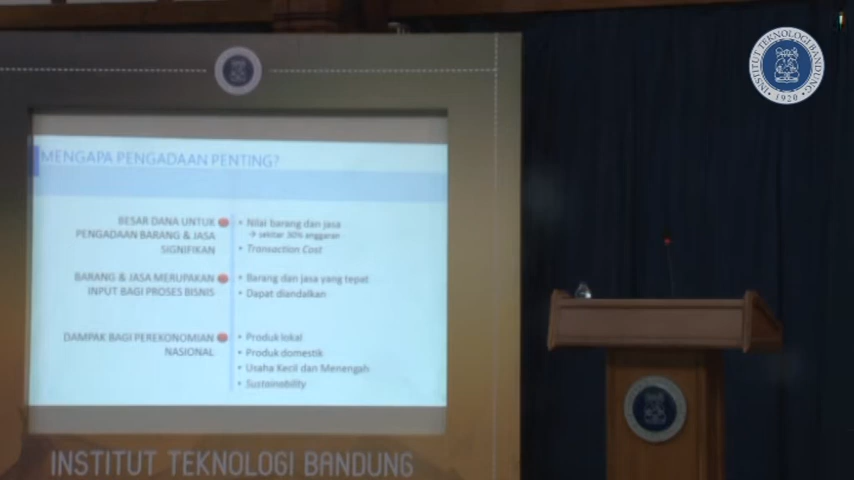 INSTITUT TEKNOLOGI BANDUNG
1920
MENGAPA PENGADAAN PENTING?
BESAR DANA UNTUK
PENGADAAN BARANG & JASA
SIGNIFIKAN
• Nilai barang dan jasa
→ sekitar 30% anggaran
• Transaction Cost
BARANG & JASA MERUPAKAN
INPUT BAGI PROSES BISNIS
• Barang dan jasa yang tepat
• Dapat diandalkan
DAMPAK BAGI PEREKONOMIAN
NASIONAL
• Produk lokal
• Produk domestik
• Usaha Kecil dan Menengah
• Sustainability
INSTITUT TEKNOLOGI BANDUNG